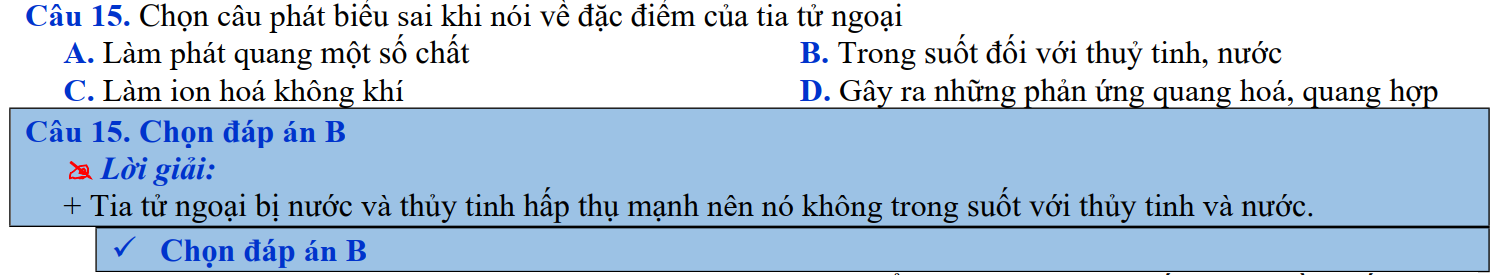 Câu 15. Chọn câu phát biểu sai khi nói về đặc điểm của tia tử ngoại
A. Làm phát quang một số chất B. Trong suốt đối với thuỷ tinh, nước
C. Làm ion hoá không khí D. Gây ra những phản ứng quang hoá, quang hợp
Câu 15. Chọn đáp án B
Lời giải:
+ Tia tử ngoại bị nước và thủy tinh hấp thụ mạnh nên nó không trong suốt với thủy tinh và nước.
✓ Chọn đáp án B